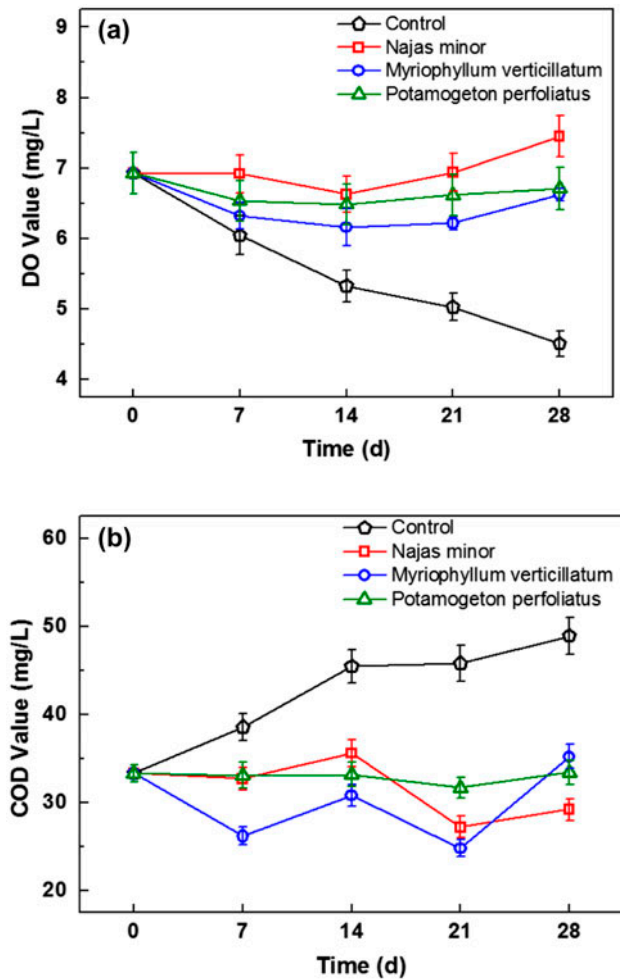 (a)
Control
Najas minor
Myriophyllum verticillatum
Potamogeton perfoliatus
9
8
7
6
5
4
DO Value (mg/L)
0 7 14 21 28
Time (d)
(b)
Control
Najas minor
Myriophyllum verticillatum
Potamogeton perfoliatus
60
50
40
30
20
COD Value (mg/L)
0 7 14 21 28
Time (d)